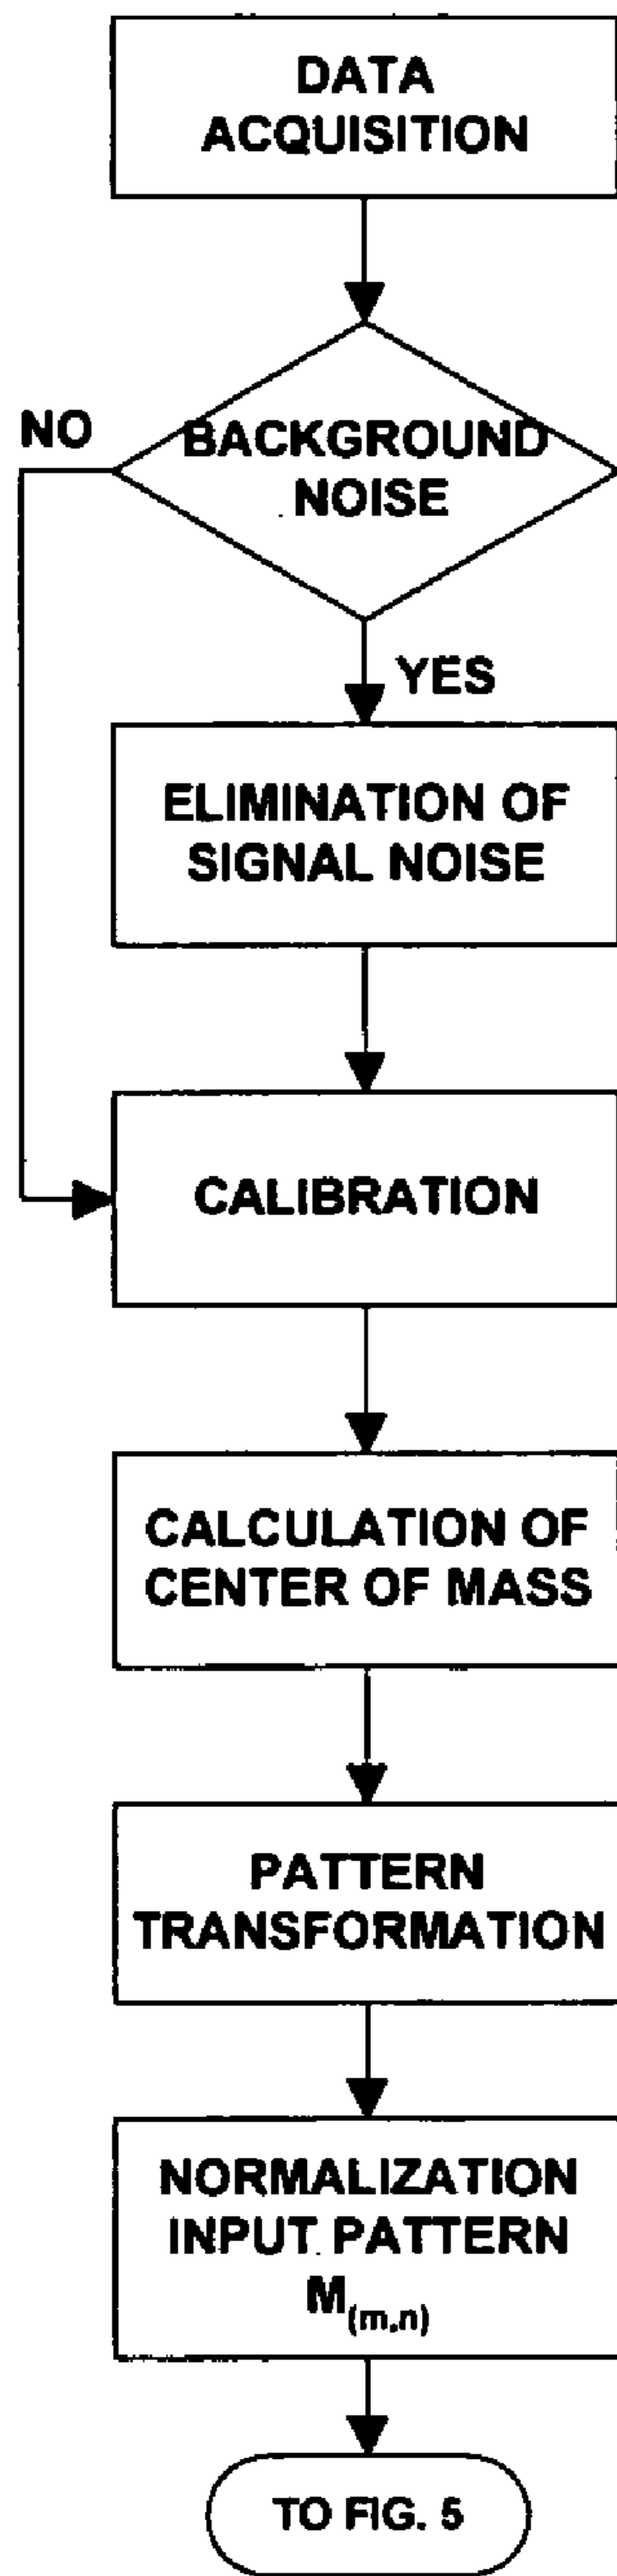 DATA
ACQUISITION
NO
BACKGROUND
NOISE
YES
ELIMINATION OF
SIGNAL NOISE
CALIBRATION
CALCULATION OF
CENTER OF MASS
PATTERN
TRANSFORMATION
NORMALIZATION
INPUT PATTERN
M(m,n)
TO FIG. 5